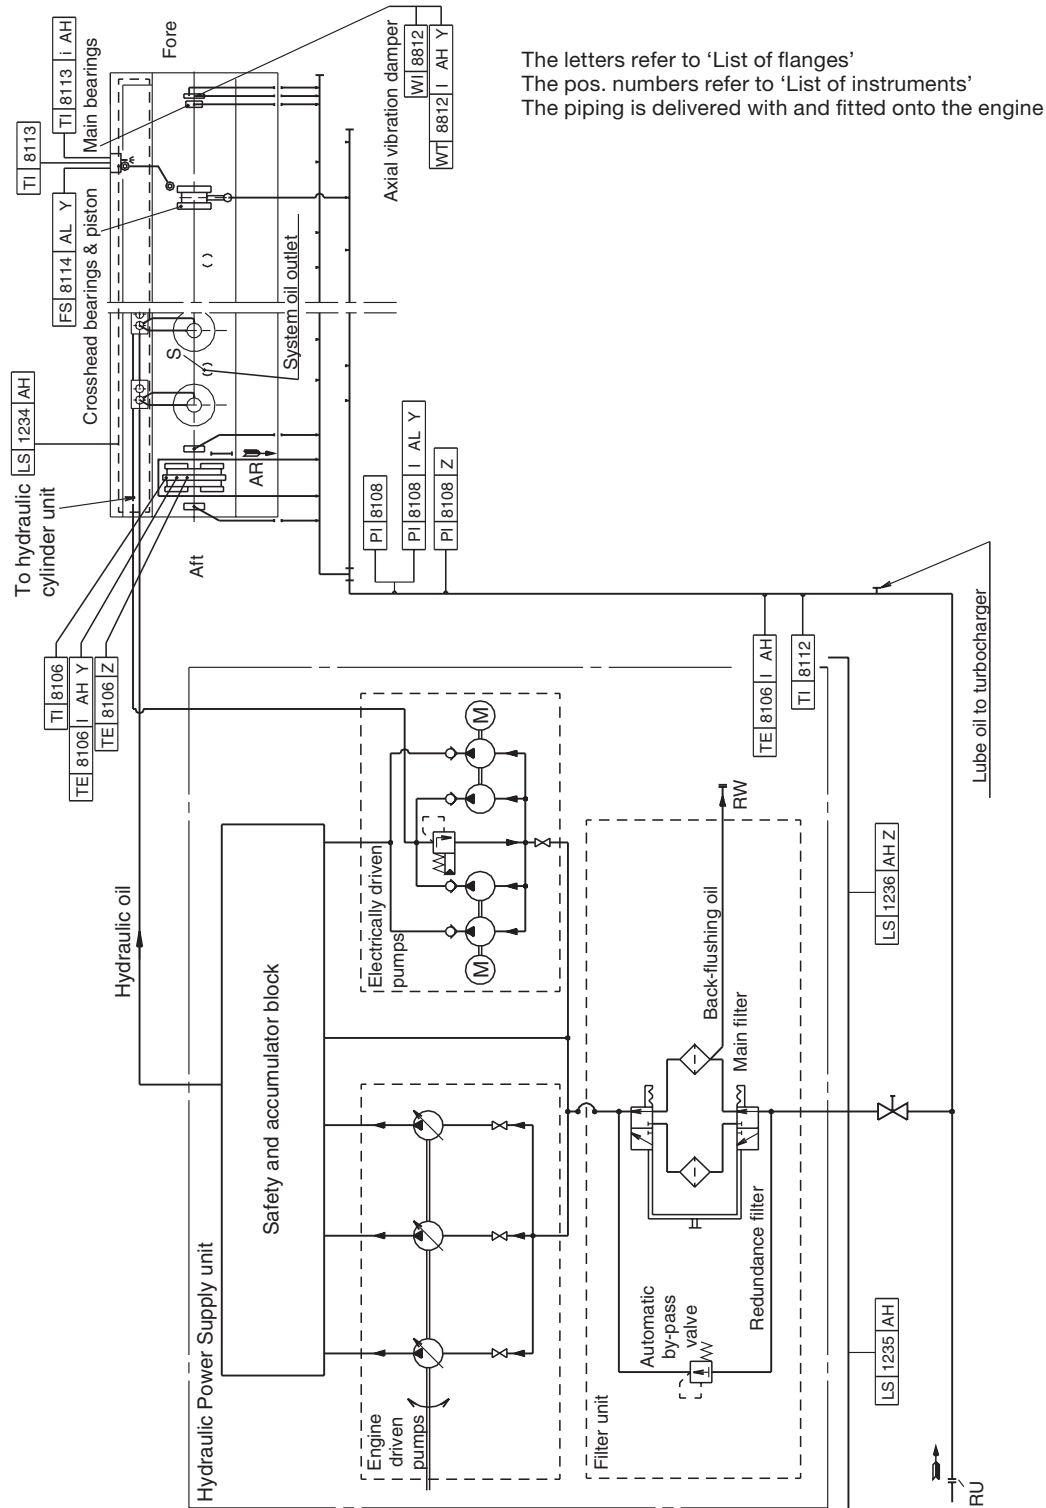 The letters refer to ‘List of flanges’
The pos. numbers refer to ‘List of instruments’
The piping is delivered with and fitted onto the engine
TI 8113 i AH
TI 8113
FS 8114 AL Y
LS 1234 AH
Main bearings
Crosshead bearings & piston
Fore
Axial vibration damper
WI 8812
WT 8812 I AH Y
To hydraulic
cylinder unit
S
System oil outlet
AR
Aft
PI 8108
PI 8108 I AL Y
PI 8108 Z
TI 8106
TE 8106 I AH Y
TE 8106 Z
TE 8106 I AH
TI 8112
Lube oil to turbocharger
Hydraulic oil
Hydraulic Power Supply unit
Safety and accumulator block
Electrically driven
pumps
M
M
Engine
driven
pumps
Filter unit
Automatic
by-pass
valve
Redundance filter
Main filter
Back-flushing oil
RW
LS 1236 AH Z
LS 1235 AH
RU